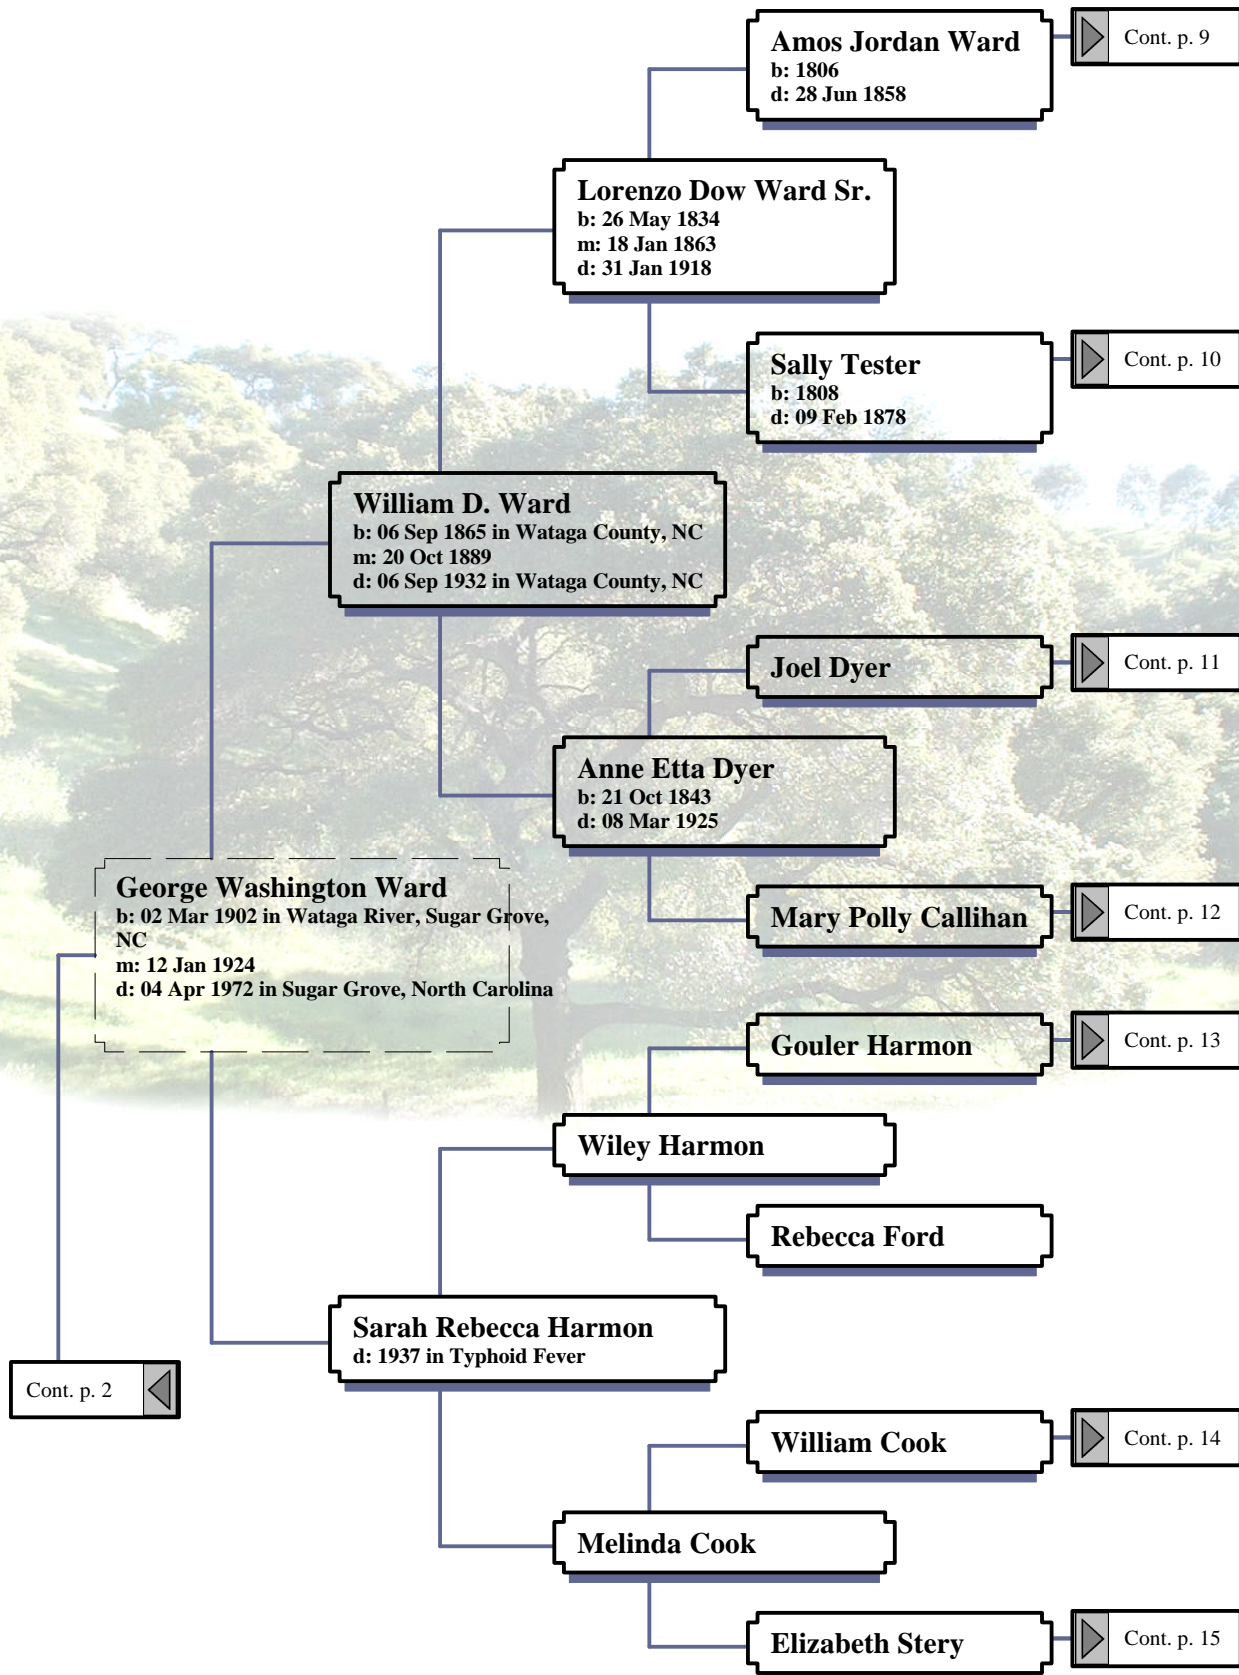 Amos Jordan Ward
b: 1806
d: 28 Jun 1858
Cont. p. 9
Lorenzo Dow Ward Sr.
b: 26 May 1834
m: 18 Jan 1863
d: 31 Jan 1918
Sally Tester
b: 1808
d: 09 Feb 1878
Cont. p. 10
William D. Ward
b: 06 Sep 1865 in Wataga County, NC
m: 20 Oct 1889
d: 06 Sep 1932 in Wataga County, NC
Joel Dyer
Cont. p. 11
Anne Etta Dyer
b: 21 Oct 1843
d: 08 Mar 1925
Mary Polly Callihan
Cont. p. 12
George Washington Ward
b: 02 Mar 1902 in Wataga River, Sugar Grove,
NC
m: 12 Jan 1924
d: 04 Apr 1972 in Sugar Grove, North Carolina
Gouler Harmon
Cont. p. 13
Wiley Harmon
Rebecca Ford
Sarah Rebecca Harmon
d: 1937 in Typhoid Fever
Cont. p. 2
William Cook
Cont. p. 14
Melinda Cook
Elizabeth Stery
Cont. p. 15